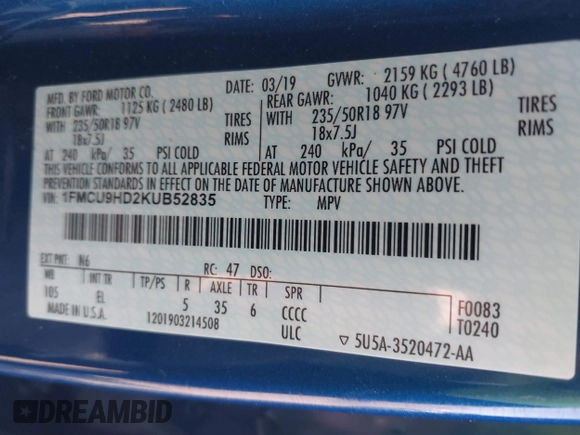 MFD. BY FORD MOTOR CO.
DATE: 03/19 GVWR: 2159 KG ( 4760 LB)
FRONT GAWR: 1125 KG ( 2480 LB) REAR GAWR: 1040 KG ( 2293 LB)
WITH 235/50R18 97V TIRES WITH 235/50R18 97V TIRES
18x7.5J RIMS 18x7.5J RIMS
AT 240 kPa/ 35 PSI COLD AT 240 kPa/ 35 PSI COLD
THIS VEHICLE CONFORMS TO ALL APPLICABLE FEDERAL MOTOR VEHICLE SAFETY AND THEFT
PREVENTION STANDARDS IN EFFECT ON THE DATE OF MANUFACTURE SHOWN ABOVE.
VIN: 1FMCU9HD2KUB52835 TYPE: MPV
EXT PNT: N6 RC: 47 DSO:
WB INT TR TP/PS R AXLE TR SPR
105 EL 5 35 6 CCCC F0083
MADE IN U.S.A. 1201903214508 ULC T0240
▽ 5U5A-3520472-AA
DREAMBID